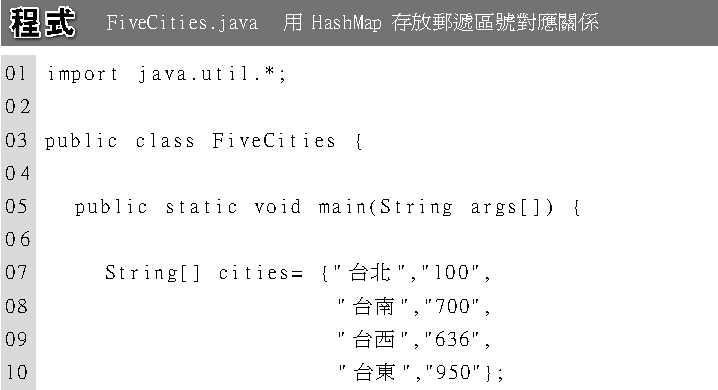 程式 FiveCities.java 用 HashMap 存放郵遞區號對應關係
01 import java.util.*;
02
03 public class FiveCities {
04
05 public static void main(String args[]) {
06
07 String[] cities= {"台北","100",
08 "台南","700",
09 "台西","636",
10 "台東","950"};